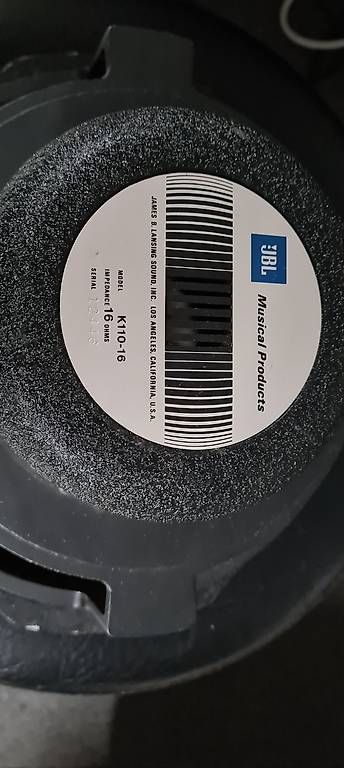 JBL
Musical Products
JAMES B. LANSING SOUND, INC. LOS ANGELES, CALIFORNIA, U.S.A.
MODEL K110-16
IMPEDANCE 16 OHMS
SERIAL